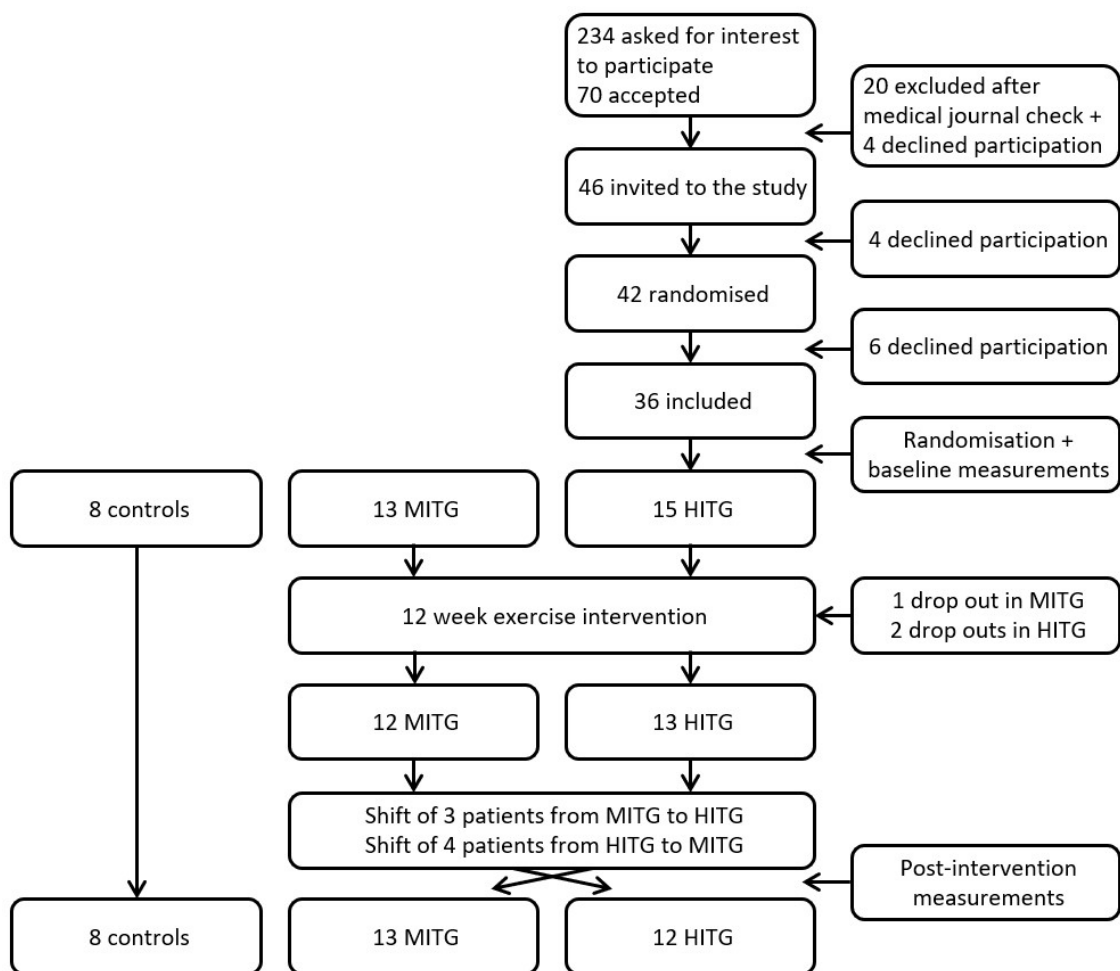 234 asked for interest
to participate
70 accepted
20 excluded after
medical journal check +
4 declined participation
46 invited to the study
4 declined participation
42 randomised
6 declined participation
36 included
Randomisation +
baseline measurements
8 controls
13 MITG
15 HITG
12 week exercise intervention
1 drop out in MITG
2 drop outs in HITG
12 MITG
13 HITG
Shift of 3 patients from MITG to HITG
Shift of 4 patients from HITG to MITG
Post-intervention
measurements
8 controls
13 MITG
12 HITG